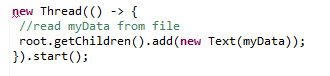 new Thread(() -> {
//read myData from file
root.getChildren().add(new Text(myData));
}).start();